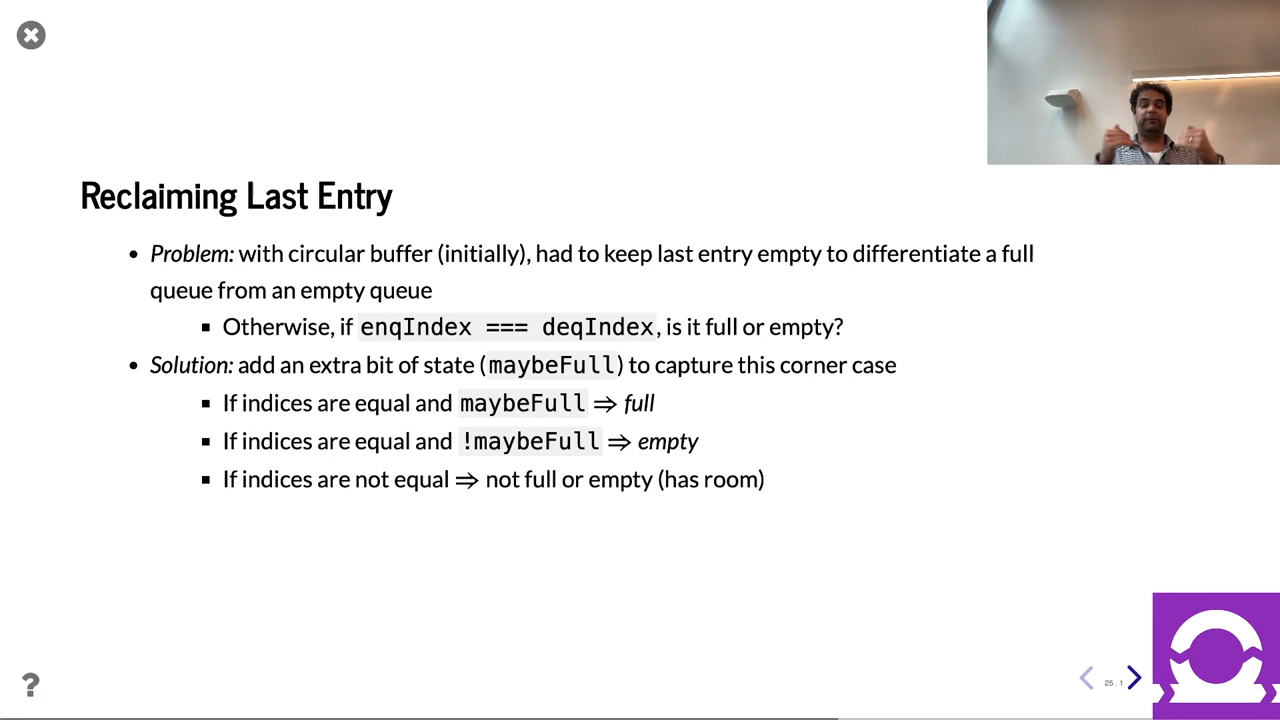 Reclaiming Last Entry
• Problem: with circular buffer (initially), had to keep last entry empty to differentiate a full
queue from an empty queue
▪ Otherwise, if enqIndex === deqIndex, is it full or empty?
• Solution: add an extra bit of state (maybeFull) to capture this corner case
▪ If indices are equal and maybeFull ⇒ full
▪ If indices are equal and !maybeFull ⇒ empty
▪ If indices are not equal ⇒ not full or empty (has room)
?
25 . 1